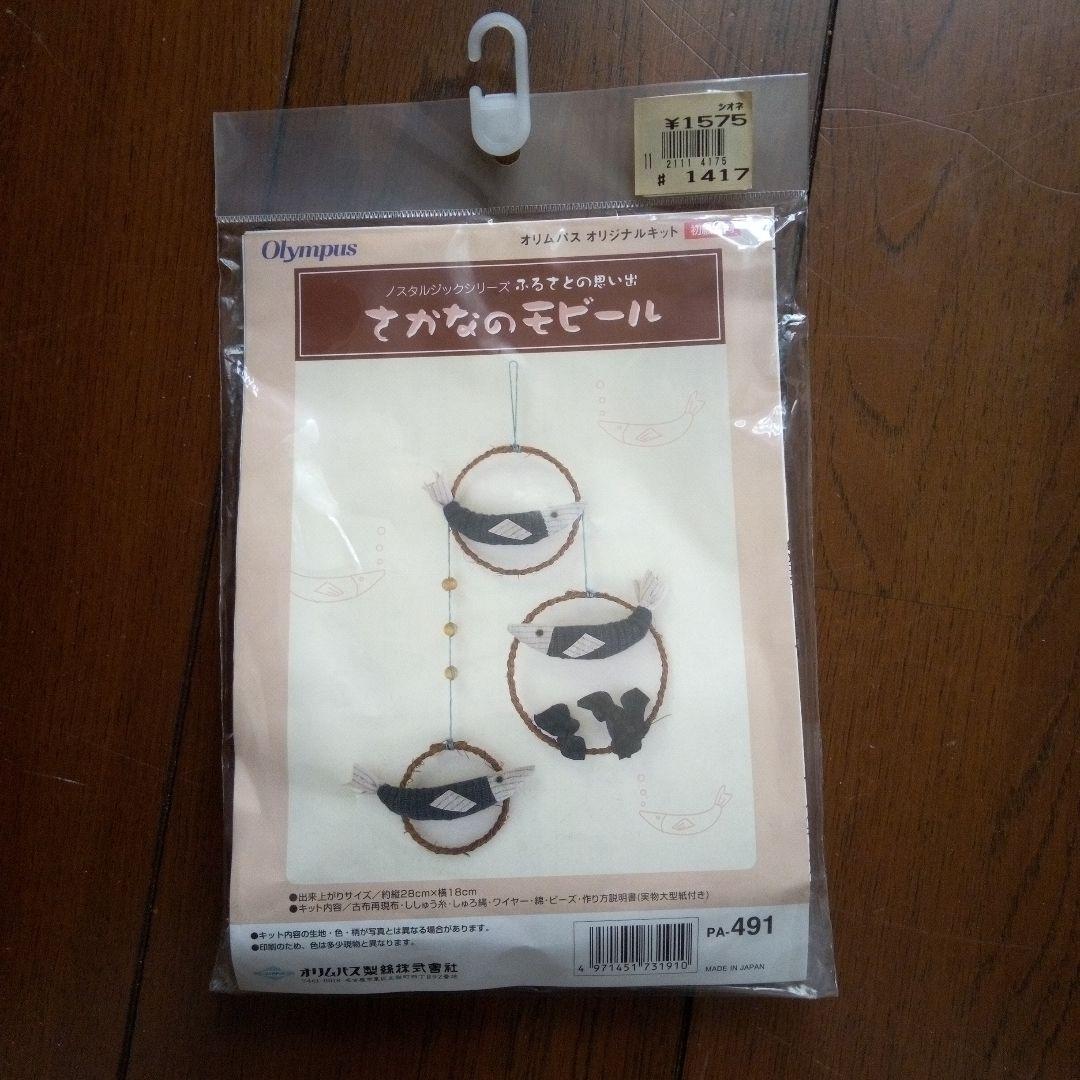 シオネ
¥1575
11 2111 4175
# 1417
Olympus
オリムパス オリジナルキット
ノスタルジックシリーズ ふるさとの思い出
さかなのモビール
●出来上がりサイズ/約縦28cm×横18cm
●キット内容/古布再現布・ししゅう糸・しゅろ縄・ワイヤー・綿・ビーズ・作り方説明書(実物大型紙付き)
●キット内容の生地・色・柄が写真とは異なる場合があります。
●印刷のため、色は多少現物と異なります。
オリムパス製絲株式會社
4 971451 731910
PA-491
MADE IN JAPAN